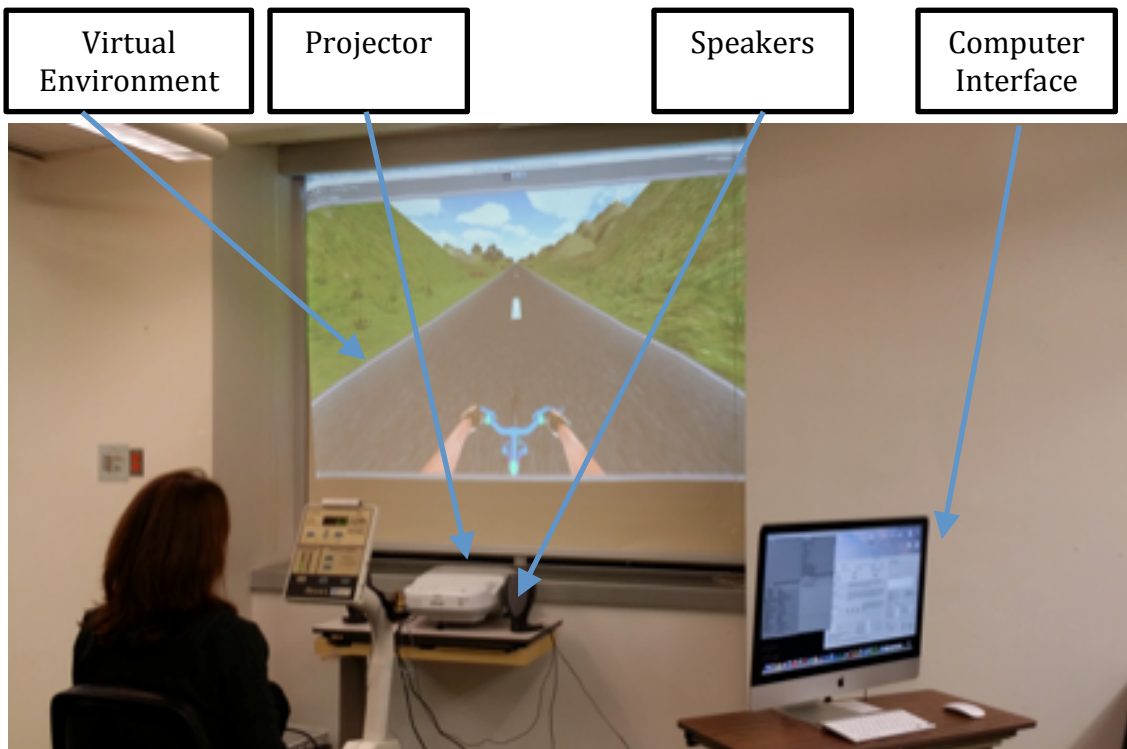 Virtual
Environment
Projector
Speakers
Computer
Interface